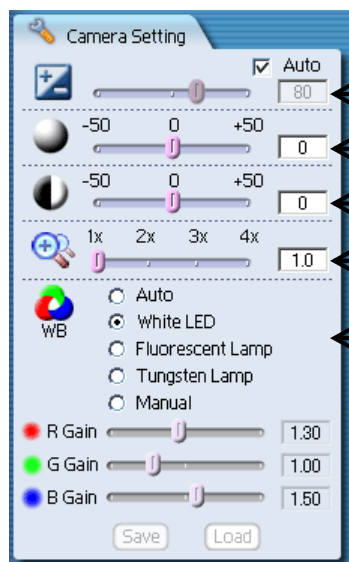 Camera Setting
Auto
80
-50 0 +50
0
-50 0 +50
0
1x 2x 3x 4x
1.0
WB
Auto
White LED
Fluorescent Lamp
Tungsten Lamp
Manual
R Gain 1.30
G Gain 1.00
B Gain 1.50
Save Load